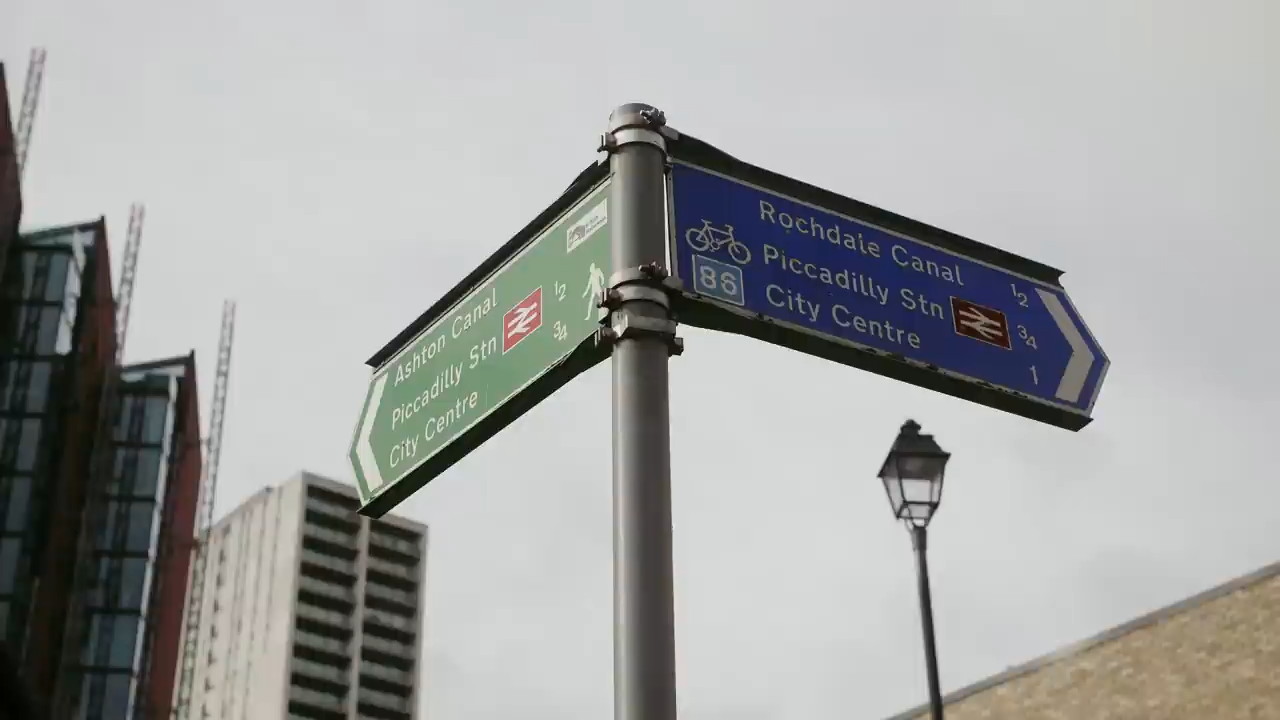 Ashton Canal ½
Piccadilly Stn ¾
City Centre
Rochdale Canal ½
86 Piccadilly Stn ¾
City Centre 1